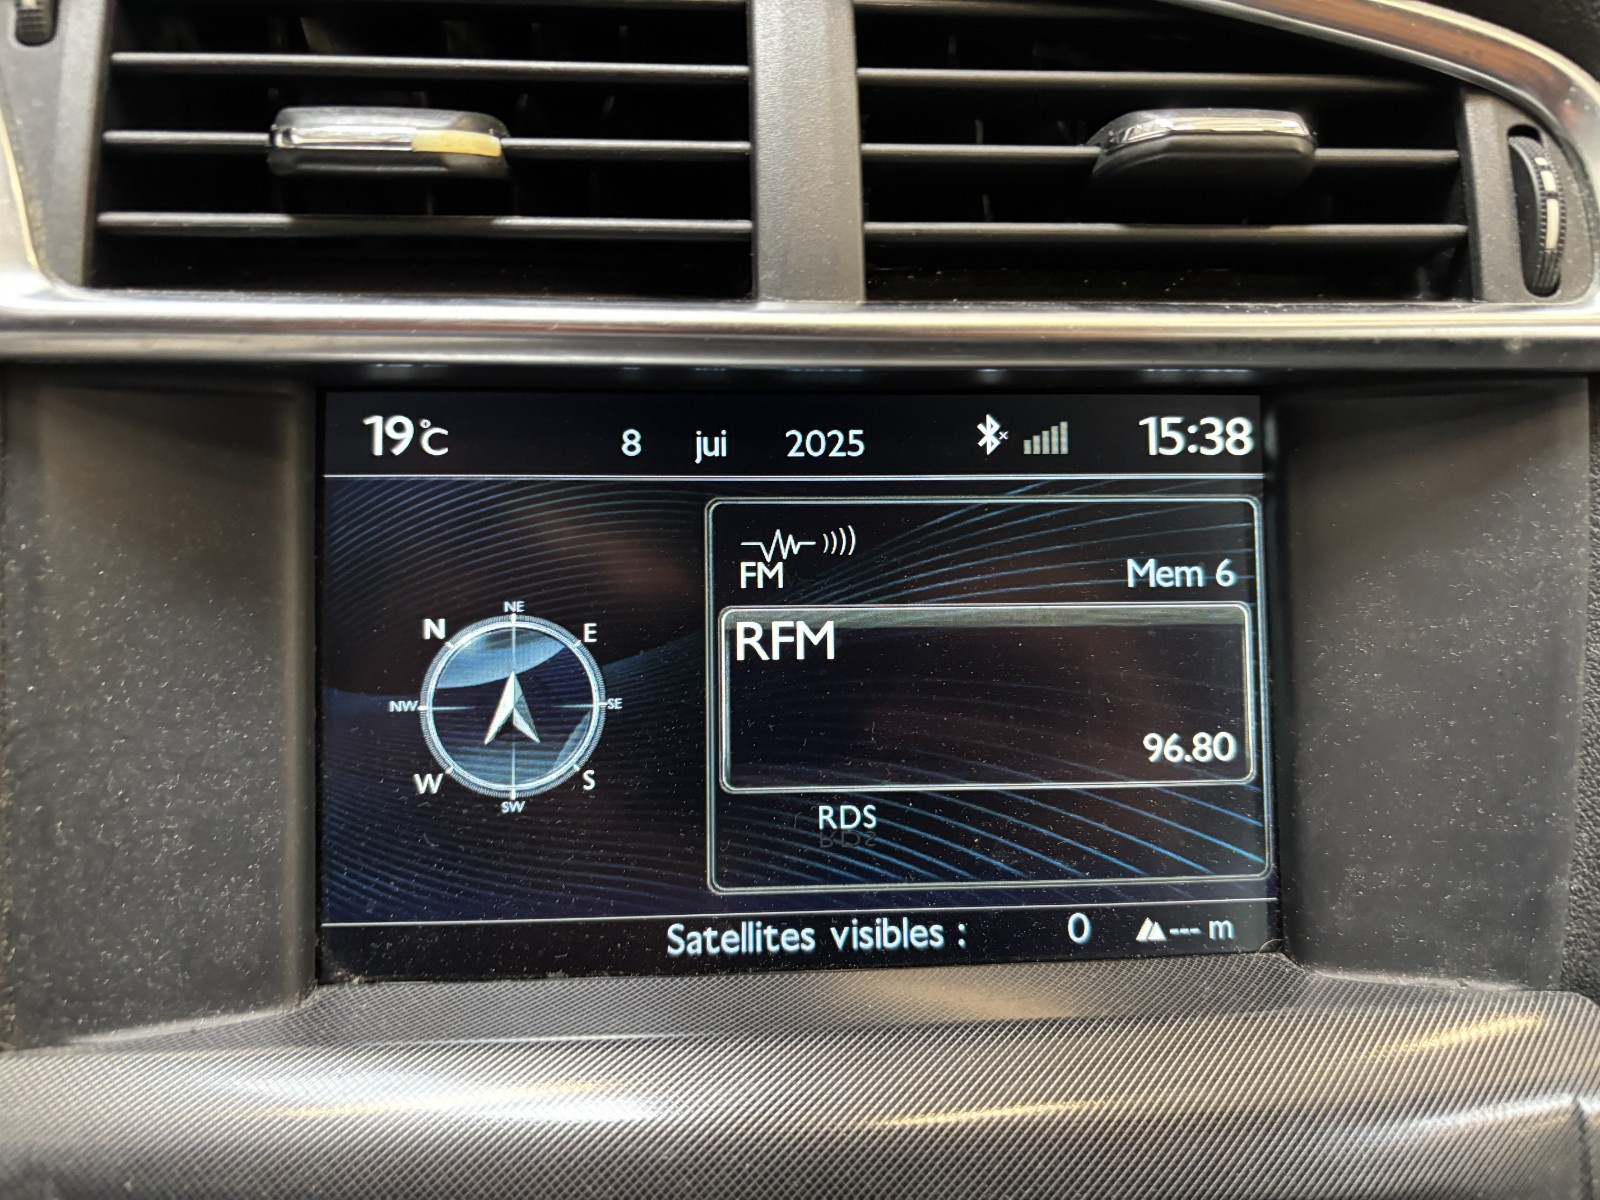 19°C 8 jui 2025 15:38
FM Mem 6
RFM
96.80
RDS
NE
N E
NW SE
W S
SW
Satellites visibles : 0 --- m